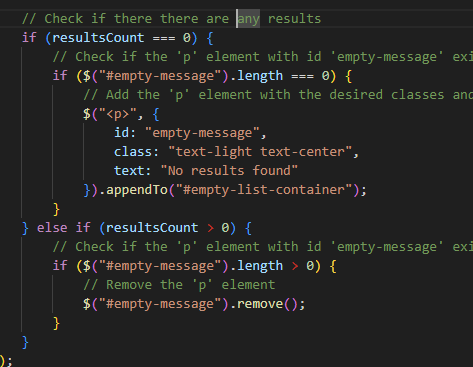 // Check if there there are any results
if (resultsCount === 0) {
// Check if the 'p' element with id 'empty-message' exi
if ($("#empty-message").length === 0) {
// Add the 'p' element with the desired classes and
$("<p>", {
id: "empty-message",
class: "text-light text-center",
text: "No results found"
}).appendTo("#empty-list-container");
}
} else if (resultsCount > 0) {
// Check if the 'p' element with id 'empty-message' exi
if ($("#empty-message").length > 0) {
// Remove the 'p' element
$("#empty-message").remove();
}
}
);